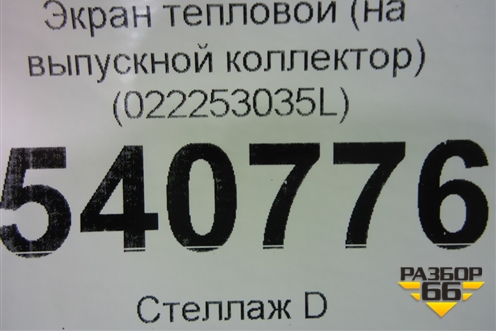 Экран тепловой (на
выпускной коллектор)
(022253035L)
540776
Стеллаж D
РАЗБОР
66